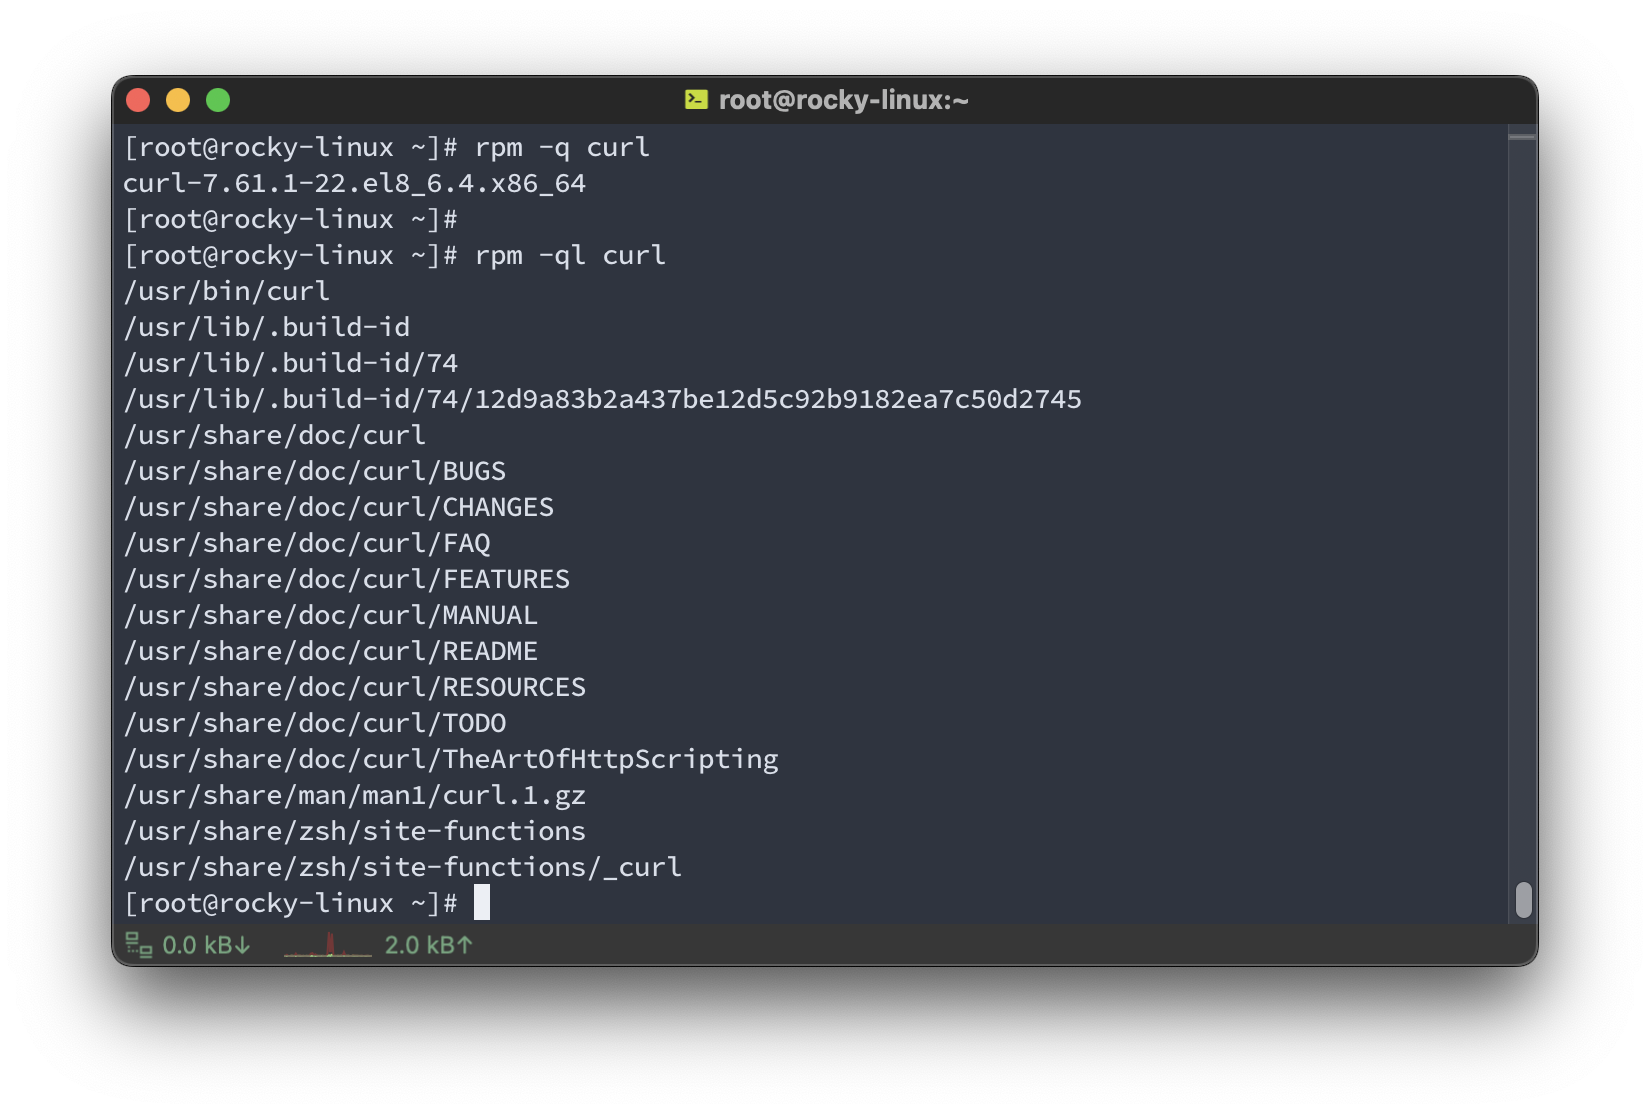 root@rocky-linux:~
[root@rocky-linux ~]# rpm -q curl
curl-7.61.1-22.el8_6.4.x86_64
[root@rocky-linux ~]#
[root@rocky-linux ~]# rpm -ql curl
/usr/bin/curl
/usr/lib/.build-id
/usr/lib/.build-id/74
/usr/lib/.build-id/74/12d9a83b2a437be12d5c92b9182ea7c50d2745
/usr/share/doc/curl
/usr/share/doc/curl/BUGS
/usr/share/doc/curl/CHANGES
/usr/share/doc/curl/FAQ
/usr/share/doc/curl/FEATURES
/usr/share/doc/curl/MANUAL
/usr/share/doc/curl/README
/usr/share/doc/curl/RESOURCES
/usr/share/doc/curl/TODO
/usr/share/doc/curl/TheArtOfHttpScripting
/usr/share/man/man1/curl.1.gz
/usr/share/zsh/site-functions
/usr/share/zsh/site-functions/_curl
[root@rocky-linux ~]#
0.0 kB↓ 2.0 kB↑